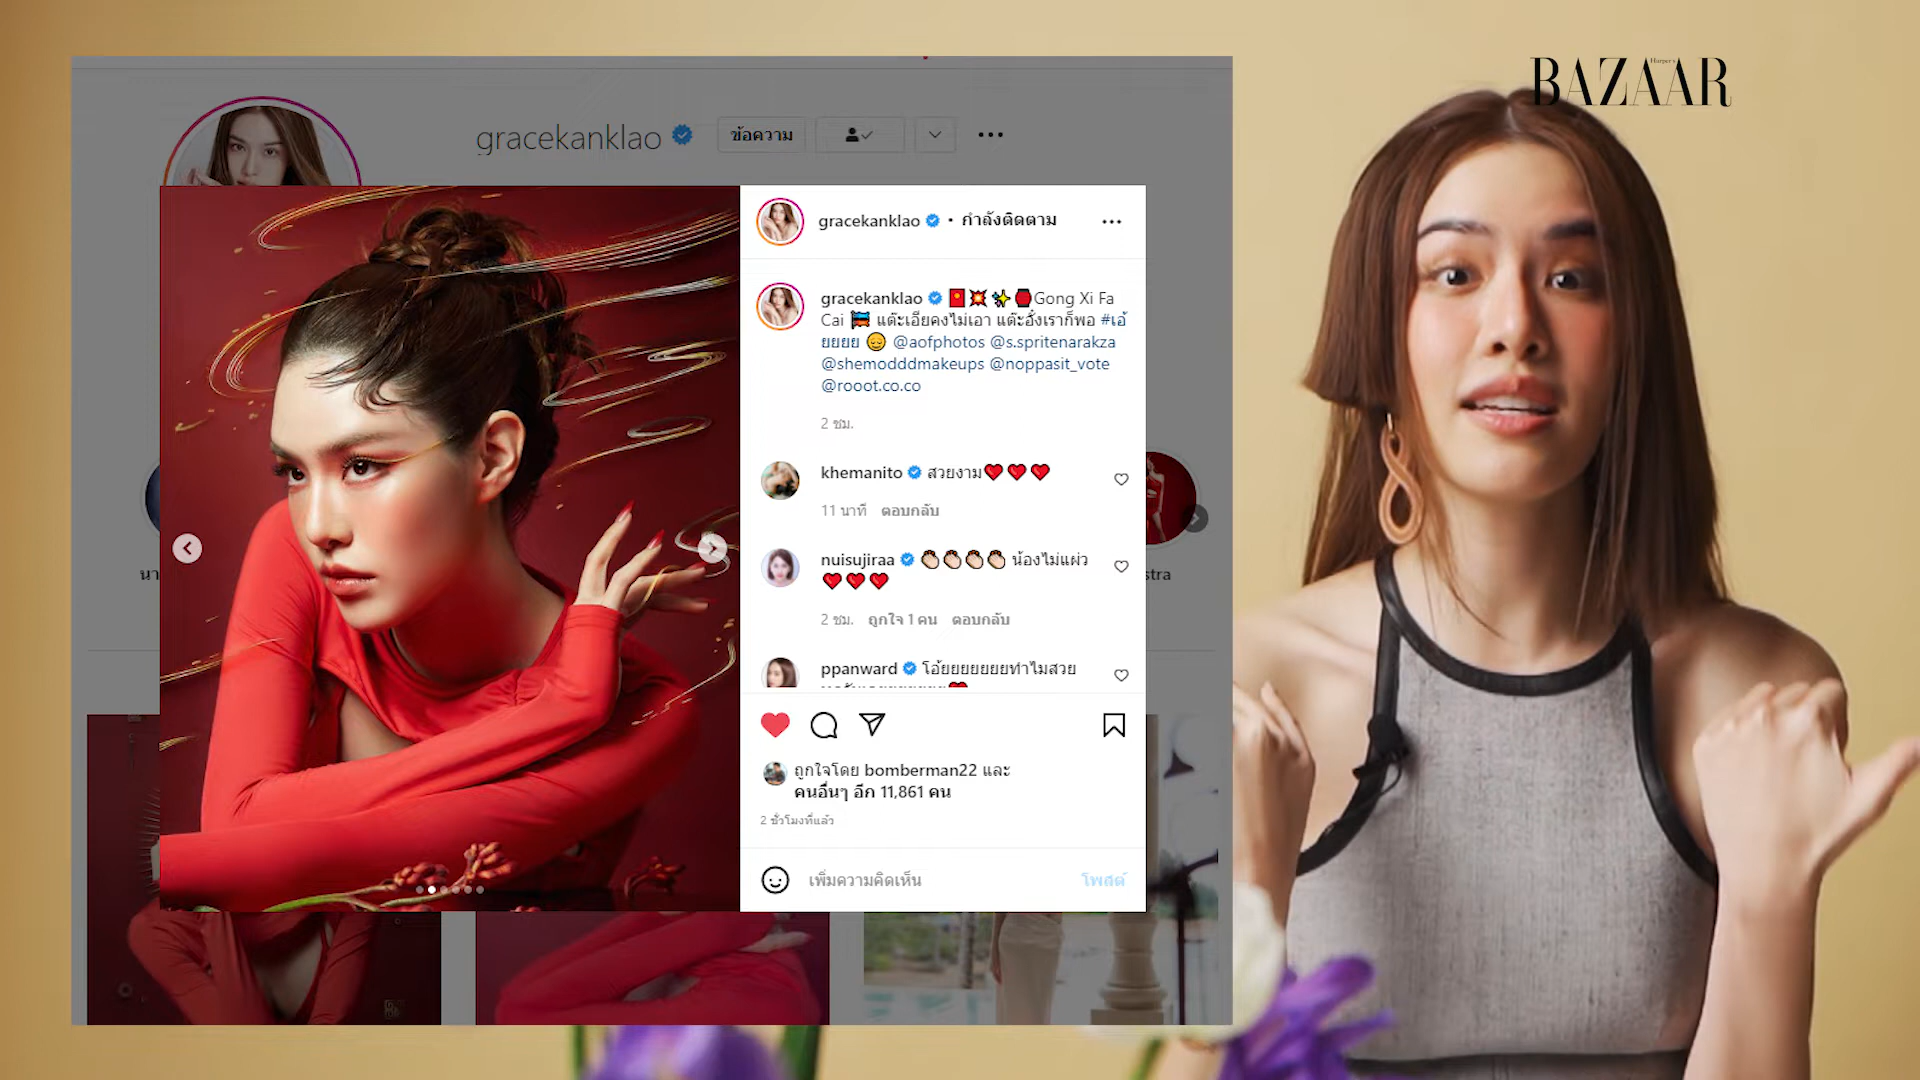 Harper's
BAZAAR
gracekanklao
ข้อความ
gracekanklao • กำลังติดตาม
gracekanklao 🧧💥✨🏮Gong Xi Fa
Cai แต๊ะเอียคงไม่เอา แต๊ะอั่งเราก็พอ #เอ้
ยยยย 😊 @aofphotos @s.spritenarakza
@shemodddmakeups @noppasit_vote
@rooot.co.co
2 ชม.
khemanito สวยงาม❤️❤️❤️
11 นาที ตอบกลับ
nuisujiraa 👏🏻👏🏻👏🏻👏🏻 น้องไม่แผ่ว
❤️❤️❤️
2 ชม. ถูกใจ 1 คน ตอบกลับ
ppanward โอ้ยยยยยยยทำไมสวย
ถูกใจโดย bomberman22 และ
คนอื่นๆ อีก 11,861 คน
2 ชั่วโมงที่แล้ว
เพิ่มความคิดเห็น
โพสต์
นา
stra